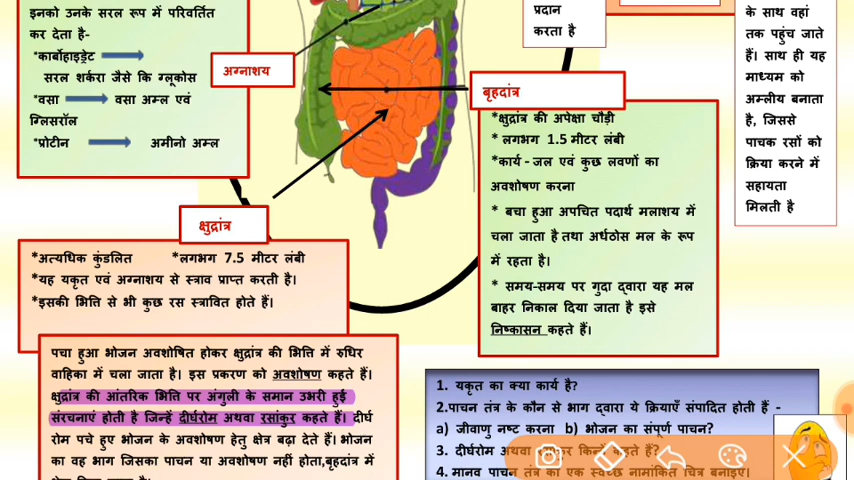 इनको उनके सरल रूप में परिवर्तित
कर देता है-
*कार्बोहाइड्रेट
सरल शर्करा जैसे कि ग्लूकोस
*वसा वसा अम्ल एवं
ग्लिसरॉल
*प्रोटीन अमीनो अम्ल
अग्नाशय
प्रदान
करता है
के साथ वहां
तक पहुंच जाते
हैं। साथ ही यह
माध्यम को
अम्लीय बनाता
है, जिससे
पाचक रसों को
क्रिया करने में
सहायता
मिलती है
बृहदांत्र
*क्षुद्रांत्र की अपेक्षा चौड़ी
* लगभग 1.5 मीटर लंबी
*कार्य - जल एवं कुछ लवणों का
अवशोषण करना
* बचा हुआ अपचित पदार्थ मलाशय में
चला जाता है तथा अर्धठोस मल के रूप
में रहता है।
* समय-समय पर गुदा द्वारा यह मल
बाहर निकाल दिया जाता है इसे
निष्कासन कहते हैं।
क्षुद्रांत्र
*अत्यधिक कुंडलित *लगभग 7.5 मीटर लंबी
*यह यकृत एवं अग्नाशय से स्त्राव प्राप्त करती है।
*इसकी भित्ति से भी कुछ रस स्त्रावित होते हैं।
पचा हुआ भोजन अवशोषित होकर क्षुद्रांत्र की भित्ति में रुधिर
वाहिका में चला जाता है। इस प्रकरण को अवशोषण कहते हैं।
क्षुद्रांत्र की आंतरिक भित्ति पर अंगुली के समान उभरी हुई
संरचनाएं होती है जिन्हें दीर्घरोम अथवा रसांकुर कहते हैं। दीर्घ
रोम पचे हुए भोजन के अवशोषण हेतु क्षेत्र बढ़ा देते हैं। भोजन
का वह भाग जिसका पाचन या अवशोषण नहीं होता,बृहदांत्र में
1. यकृत का क्या कार्य है?
2.पाचन तंत्र के कौन से भाग द्वारा ये क्रियाएँ संपादित होती हैं -
a) जीवाणु नष्ट करना b) भोजन का संपूर्ण पाचन?
3. दीर्घरोम अथवा रसांकुर किन्हें कहते हैं?
4. मानव पाचन तंत्र का एक स्वच्छ नामांकित चित्र बनाइए।